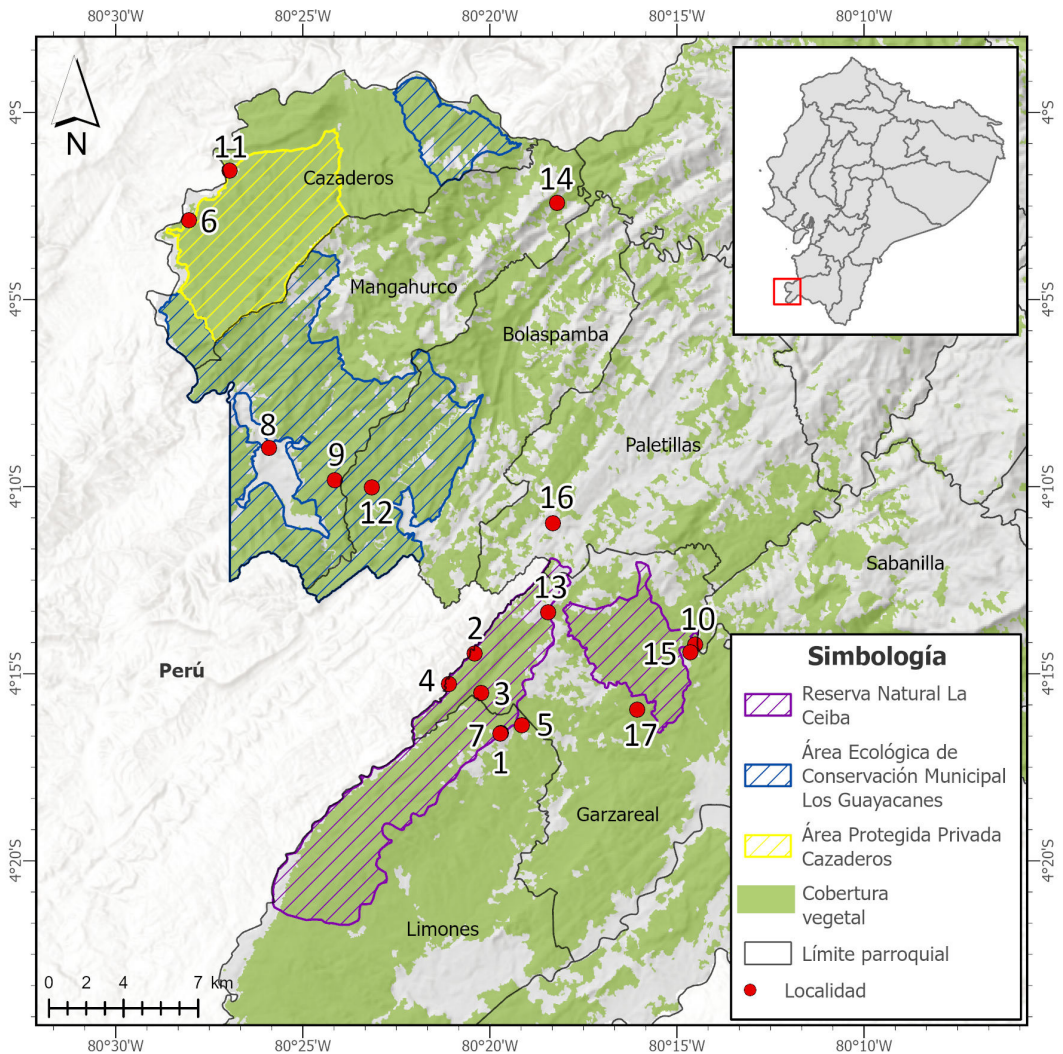 80°30'W
80°25'W
80°20'W
80°15'W
80°10'W
4°S
4°S
N
11
Cazaderos
14
6
Mangahurco
4°5'S
4°5'S
Bolaspamba
8
9
Paletillas
4°10'S
4°10'S
12
16
Sabanilla
13
10
2
15
Perú
4°15'S
4
3
7
5
1
17
Garzareal
4°20'S
Limones
0 2 4 7 km
Simbología
Reserva Natural La
Ceiba
Área Ecológica de
Conservación Municipal
Los Guayacanes
Área Protegida Privada
Cazaderos
Cobertura
vegetal
Límite parroquial
Localidad
80°30'W
80°25'W
80°20'W
80°15'W
80°10'W
4°15'S
4°20'S